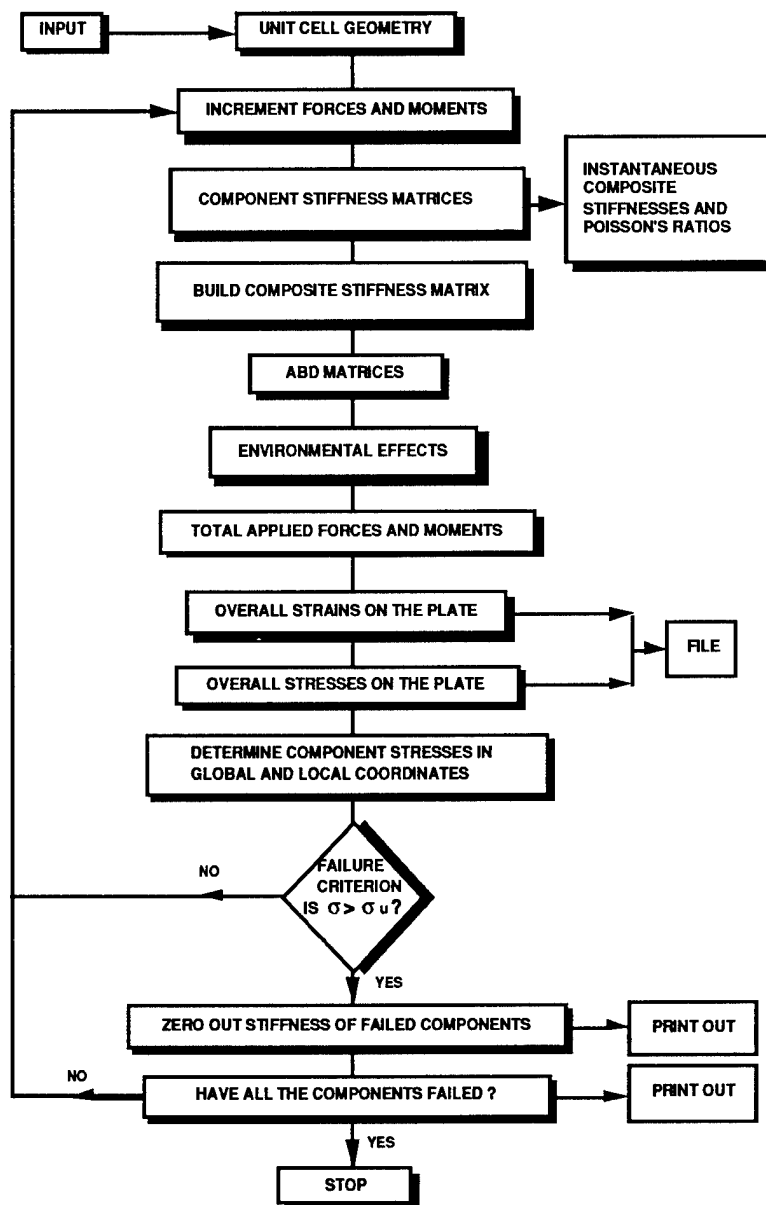 INPUT
UNIT CELL GEOMETRY
INCREMENT FORCES AND MOMENTS
COMPONENT STIFFNESS MATRICES
INSTANTANEOUS
COMPOSITE
STIFFNESSES AND
POISSON'S RATIOS
BUILD COMPOSITE STIFFNESS MATRIX
ABD MATRICES
ENVIRONMENTAL EFFECTS
TOTAL APPLIED FORCES AND MOMENTS
OVERALL STRAINS ON THE PLATE
FILE
OVERALL STRESSES ON THE PLATE
DETERMINE COMPONENT STRESSES IN
GLOBAL AND LOCAL COORDINATES
NO
FAILURE
CRITERION
IS σ > σ u ?
YES
ZERO OUT STIFFNESS OF FAILED COMPONENTS
PRINT OUT
NO
HAVE ALL THE COMPONENTS FAILED ?
PRINT OUT
YES
STOP